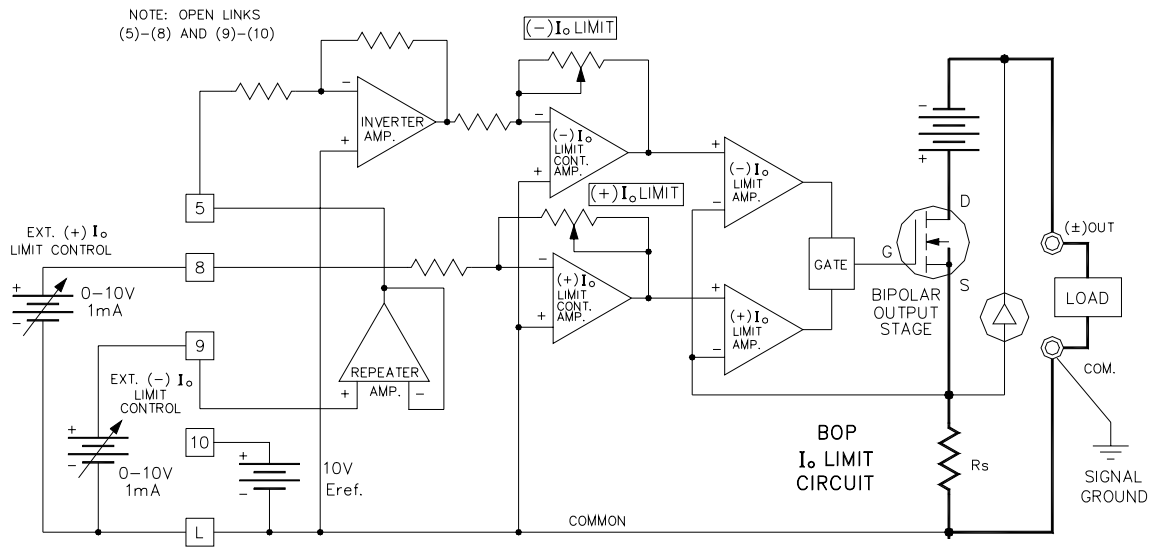 NOTE: OPEN LINKS
(5)-(8) AND (9)-(10)
(-)Io LIMIT
-
+
INVERTER
AMP.
-
+
(-)Io
LIMIT
CONT.
AMP.
(+)Io LIMIT
-
+
(+)Io
LIMIT
CONT.
AMP.
+
-
(-)Io
LIMIT
AMP.
+
-
(+)Io
LIMIT
AMP.
GATE
-
+
D
G
S
BIPOLAR
OUTPUT
STAGE
(±)OUT
LOAD
COM.
SIGNAL
GROUND
5
EXT. (+) Io
LIMIT CONTROL
+
-
0-10V
1mA
8
9
REPEATER
AMP.
+
-
EXT. (-) Io
LIMIT
CONTROL
+
-
0-10V
1mA
10
+
-
10V
Eref.
L
COMMON
BOP
Io LIMIT
CIRCUIT
Rs